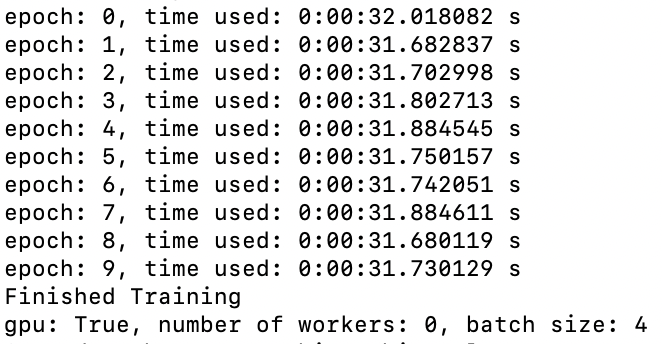 epoch: 0, time used: 0:00:32.018082 s
epoch: 1, time used: 0:00:31.682837 s
epoch: 2, time used: 0:00:31.702998 s
epoch: 3, time used: 0:00:31.802713 s
epoch: 4, time used: 0:00:31.884545 s
epoch: 5, time used: 0:00:31.750157 s
epoch: 6, time used: 0:00:31.742051 s
epoch: 7, time used: 0:00:31.884611 s
epoch: 8, time used: 0:00:31.680119 s
epoch: 9, time used: 0:00:31.730129 s
Finished Training
gpu: True, number of workers: 0, batch size: 4